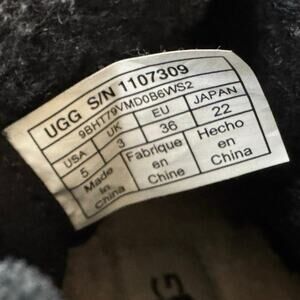 UGG S/N 1107309
9BHT79VMD0B6WS2
USA UK EU JAPAN
5 3 36 22
Made in China
Fabrique en Chine
Hecho en China